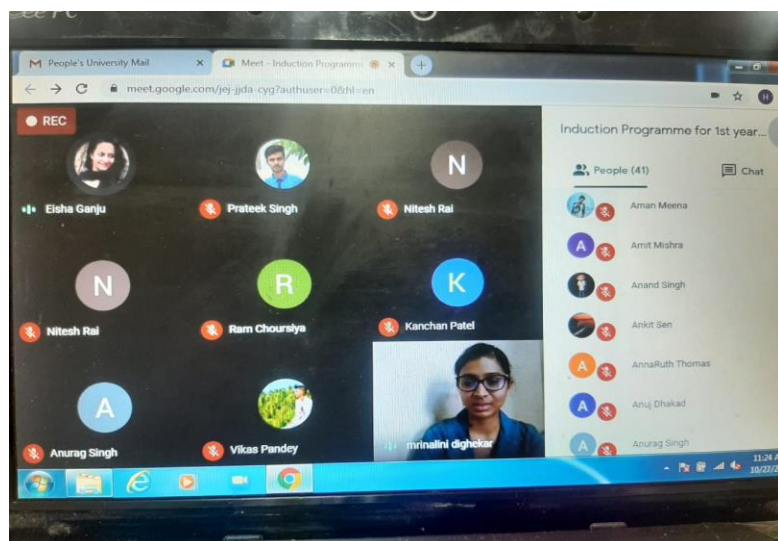 People's University Mail
Meet - Induction Programme
meet.google.com/jej-jjda-cyg?authuser=0&hl=en
H
REC
Eisha Ganju
Prateek Singh
N
Nitesh Rai
N
Nitesh Rai
R
Ram Choursiya
K
Kanchan Patel
A
Anurag Singh
Vikas Pandey
mrinalini dighekar
Induction Programme for 1st year...
People (41)
Chat
Aman Meena
A
Amit Mishra
Anand Singh
Ankit Sen
A
AnnaRuth Thomas
A
Anuj Dhakad
A
Anurag Singh
11:24 A
10/27/2